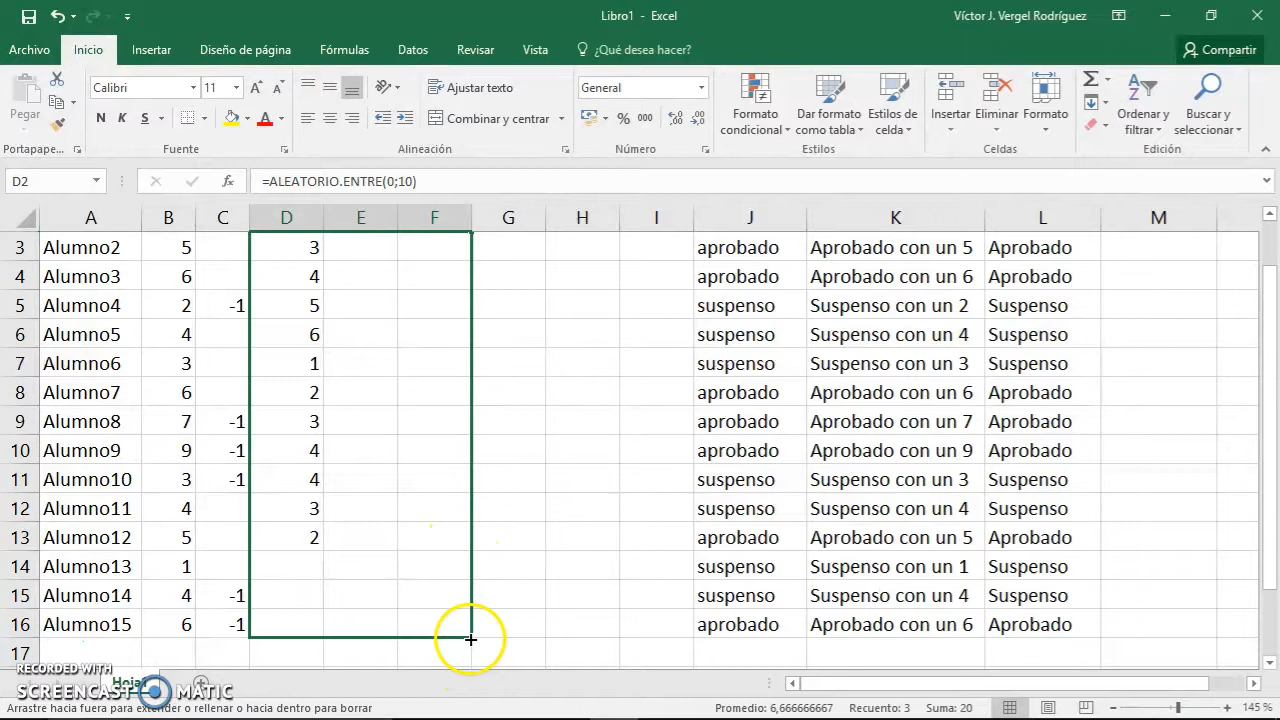 Libro1 - Excel
Víctor J. Vergel Rodríguez
Archivo Inicio Insertar Diseño de página Fórmulas Datos Revisar Vista ¿Qué desea hacer? Compartir
Pegar
Portapape...
Calibri 11
N K S
Fuente
Ajustar texto
Combinar y centrar
Alineación
General
% 000
Número
Formato condicional
Dar formato como tabla
Estilos de celda
Estilos
Insertar Eliminar Formato
Celdas
Ordenar y filtrar
Buscar y seleccionar
Edición
D2 fx =ALEATORIO.ENTRE(0;10)
A B C D E F G H I J K L M
3 Alumno2 5 3 aprobado Aprobado con un 5 Aprobado
4 Alumno3 6 4 aprobado Aprobado con un 6 Aprobado
5 Alumno4 2 -1 5 suspenso Suspenso con un 2 Suspenso
6 Alumno5 4 6 suspenso Suspenso con un 4 Suspenso
7 Alumno6 3 1 suspenso Suspenso con un 3 Suspenso
8 Alumno7 6 2 aprobado Aprobado con un 6 Aprobado
9 Alumno8 7 -1 3 aprobado Aprobado con un 7 Aprobado
10 Alumno9 9 -1 4 aprobado Aprobado con un 9 Aprobado
11 Alumno10 3 -1 4 suspenso Suspenso con un 3 Suspenso
12 Alumno11 4 3 suspenso Suspenso con un 4 Suspenso
13 Alumno12 5 2 aprobado Aprobado con un 5 Aprobado
14 Alumno13 1 suspenso Suspenso con un 1 Suspenso
15 Alumno14 4 -1 suspenso Suspenso con un 4 Suspenso
16 Alumno15 6 -1 aprobado Aprobado con un 6 Aprobado
17
RECORDED WITH
SCREENCAST MATIC
Arrastre hacia fuera para extender o rellenar o hacia dentro para borrar Promedio: 6,666666667 Recuento: 3 Suma: 20 145 %